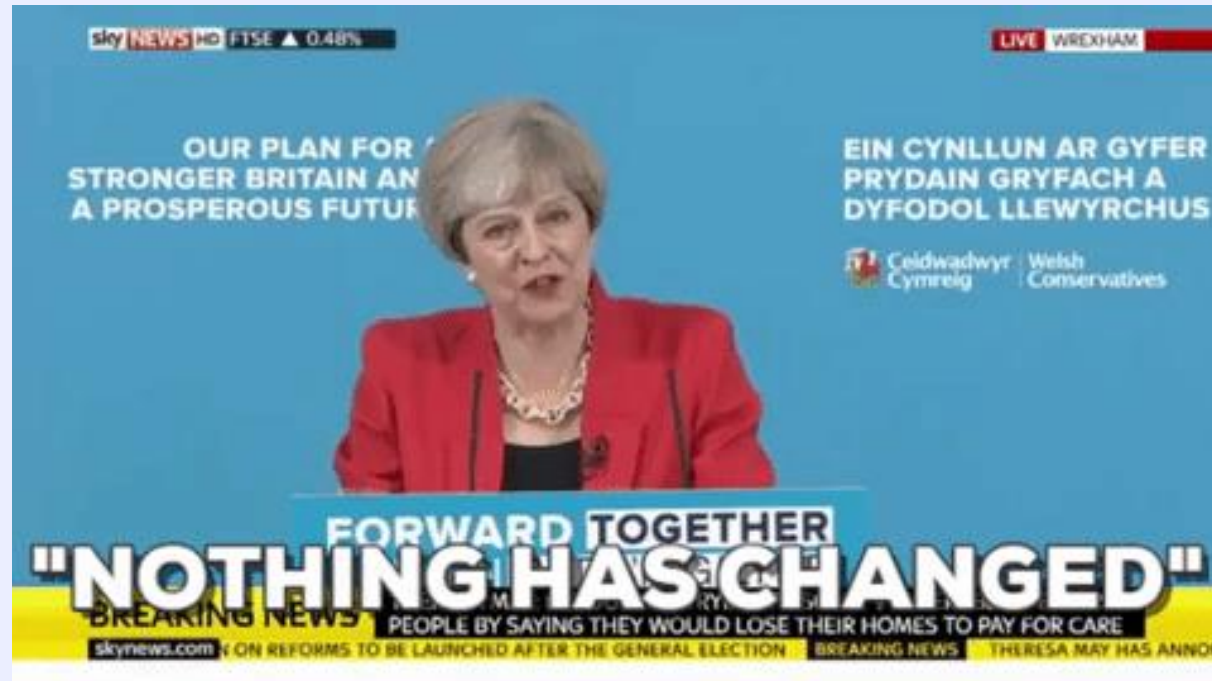 sky NEWS HD FTSE ▲ 0.48%
LIVE WREXHAM
OUR PLAN FOR
STRONGER BRITAIN AN
A PROSPEROUS FUTUR
EIN CYNLLUN AR GYFER
PRYDAIN GRYFACH A
DYFODOL LLEWYRCHUS
Ceidwadwyr Cymreig
Welsh Conservatives
FORWARD TOGETHER
"NOTHING HAS CHANGED"
BREAKING NEWS
PEOPLE BY SAYING THEY WOULD LOSE THEIR HOMES TO PAY FOR CARE
skynews.com ON REFORMS TO BE LAUNCHED AFTER THE GENERAL ELECTION BREAKING NEWS THERESA MAY HAS ANNO